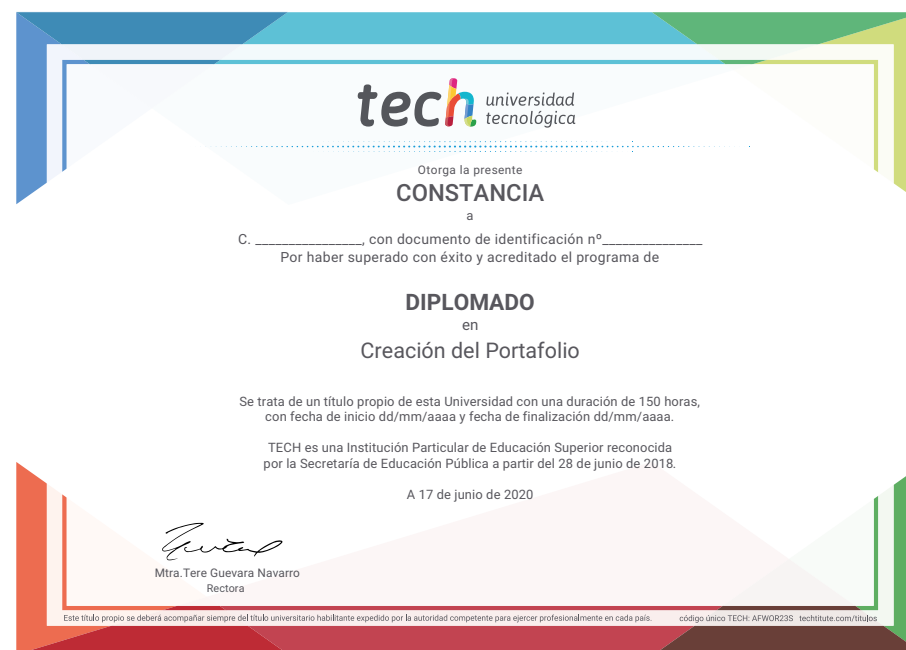 tech universidad
tecnológica
Otorga la presente
CONSTANCIA
a
C. ________________, con documento de identificación nº_______________
Por haber superado con éxito y acreditado el programa de
DIPLOMADO
en
Creación del Portafolio
Se trata de un título propio de esta Universidad con una duración de 150 horas,
con fecha de inicio dd/mm/aaaa y fecha de finalización dd/mm/aaaa.
TECH es una Institución Particular de Educación Superior reconocida
por la Secretaría de Educación Pública a partir del 28 de junio de 2018.
A 17 de junio de 2020
Mtra.Tere Guevara Navarro
Rectora
Este título propio se deberá acompañar siempre del título universitario habilitante expedido por la autoridad competente para ejercer profesionalmente en cada país. código único TECH: AFWOR23S techtitute.com/titulos